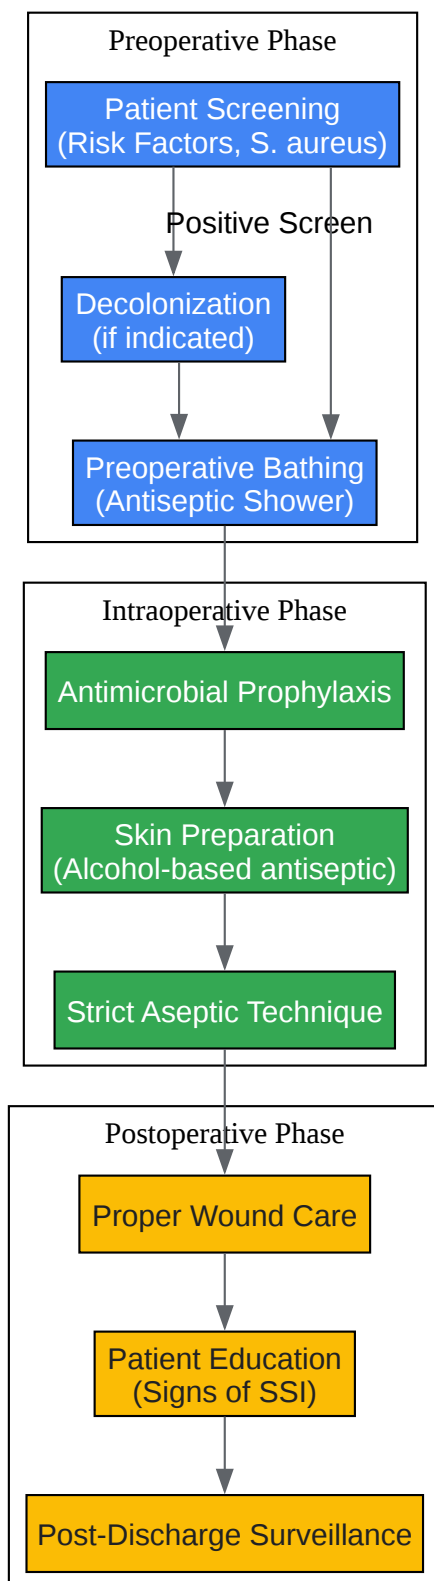 Preoperative Phase
Patient Screening
(Risk Factors, S. aureus)
Positive Screen
Decolonization
(if indicated)
Preoperative Bathing
(Antiseptic Shower)
Intraoperative Phase
Antimicrobial Prophylaxis
Skin Preparation
(Alcohol-based antiseptic)
Strict Aseptic Technique
Postoperative Phase
Proper Wound Care
Patient Education
(Signs of SSI)
Post-Discharge Surveillance